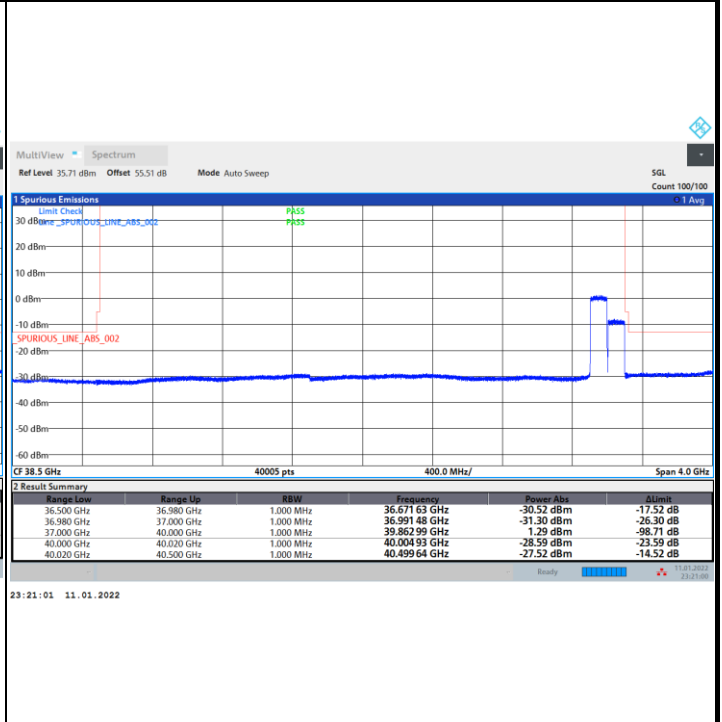 MultiView Spectrum
Ref Level 35.71 dBm Offset 55.51 dB Mode Auto Sweep SGL
Count 100/100
1 Spurious Emissions 1 Avg
Limit Check PASS
30 dBm Line _SPURIOUS_LINE_ABS_002 PASS
20 dBm
10 dBm
0 dBm
-10 dBm
_SPURIOUS_LINE_ABS_002
-20 dBm
-30 dBm
-40 dBm
-50 dBm
-60 dBm
CF 38.5 GHz 40005 pts 400.0 MHz/ Span 4.0 GHz
2 Result Summary
Range Low Range Up RBW Frequency Power Abs ΔLimit
36.500 GHz 36.980 GHz 1.000 MHz 36.671 63 GHz -30.52 dBm -17.52 dB
36.980 GHz 37.000 GHz 1.000 MHz 36.991 48 GHz -31.30 dBm -26.30 dB
37.000 GHz 40.000 GHz 1.000 MHz 39.862 99 GHz 1.29 dBm -98.71 dB
40.000 GHz 40.020 GHz 1.000 MHz 40.004 93 GHz -28.59 dBm -23.59 dB
40.020 GHz 40.500 GHz 1.000 MHz 40.499 64 GHz -27.52 dBm -14.52 dB
Ready 11.01.2022
23:21:00
23:21:01 11.01.2022